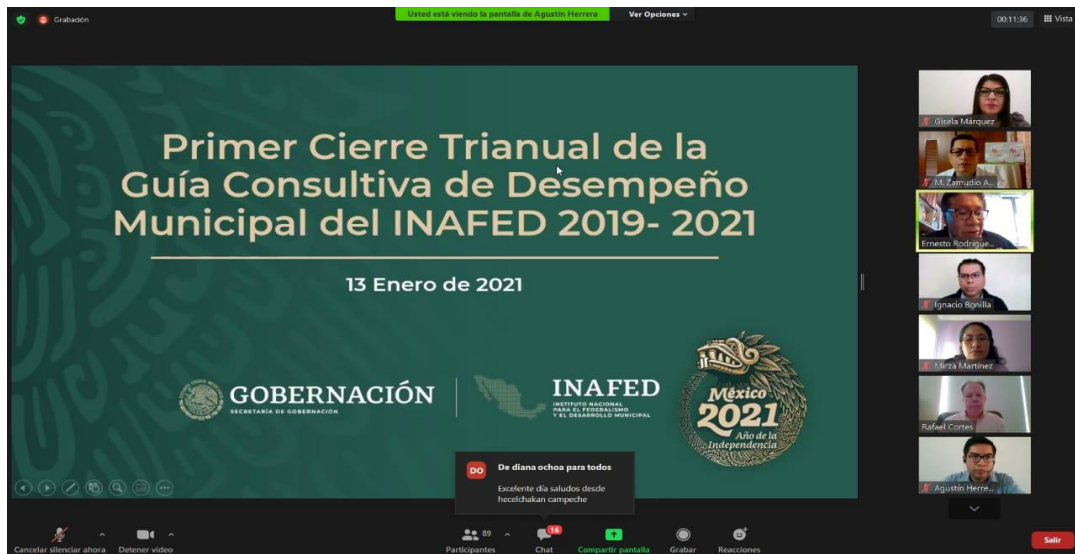 Grabación
Usted está viendo la pantalla de Agustín Herrera
Ver Opciones
00:11:36
Vista
Primer Cierre Trianual de la
Guía Consultiva de Desempeño
Municipal del INAFED 2019- 2021
13 Enero de 2021
GOBERNACIÓN
SECRETARÍA DE GOBERNACIÓN
INAFED
INSTITUTO NACIONAL
PARA EL FEDERALISMO
Y EL DESARROLLO MUNICIPAL
México
2021
Año de la
Independencia
Gisela Márquez
M. Zamudio A...
Ernesto Rodrígue...
Ignacio Bonilla
Mirza Martínez
Rafael Cortes
Agustín Herre...
DO
De diana ochoa para todos
Excelente día saludos desde
hecelchakan campeche
Cancelar silenciar ahora
Detener video
89
Participantes
16
Chat
Compartir pantalla
Grabar
Reacciones
Salir